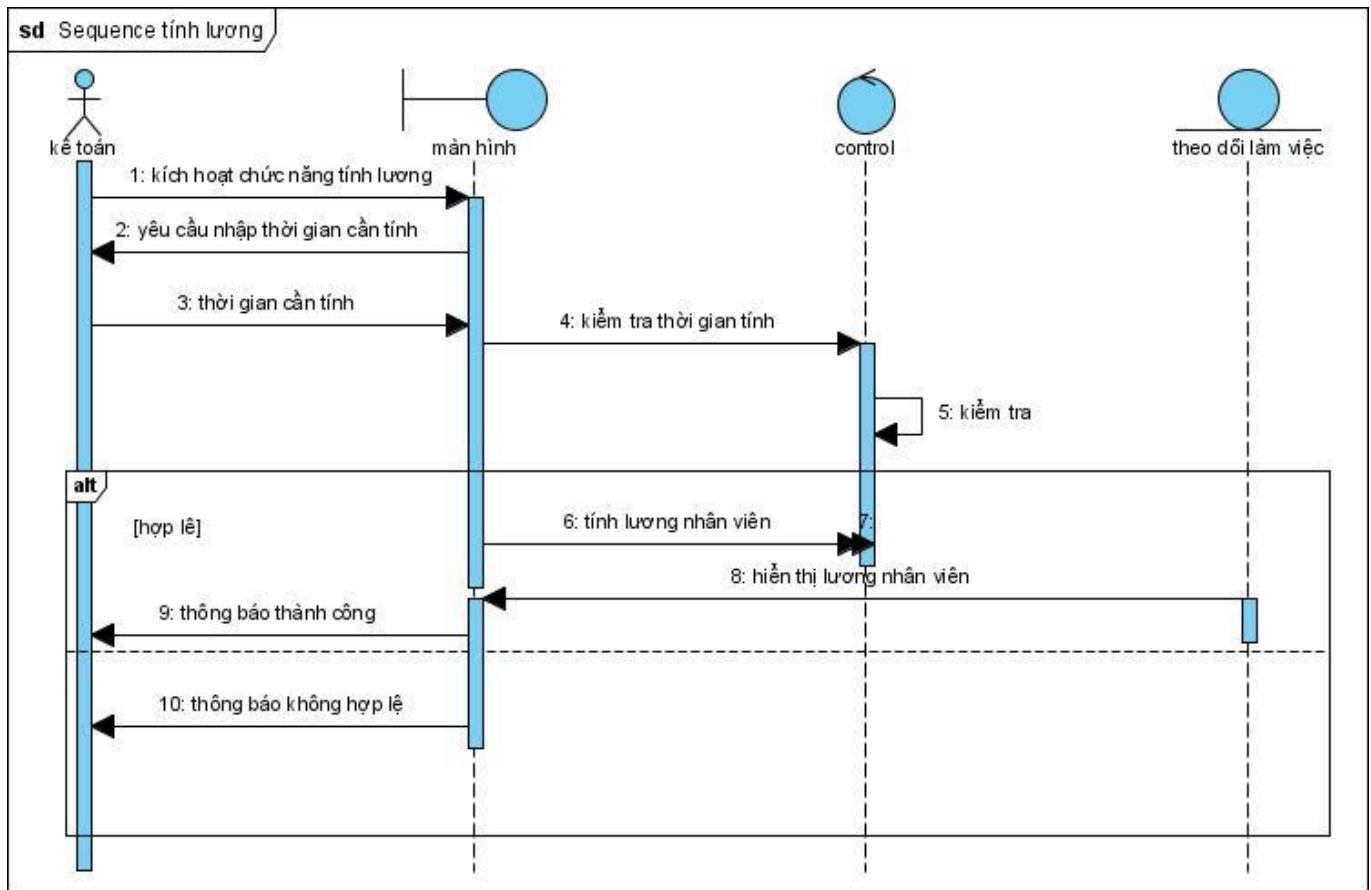 sd Sequence tính lương
kế toán
màn hình
control
theo dõi làm việc
1: kích hoạt chức năng tính lương
2: yêu cầu nhập thời gian cần tính
3: thời gian cần tính
4: kiểm tra thời gian tính
5: kiểm tra
alt
[hợp lê]
6: tính lương nhân viên
7:
8: hiển thị lương nhân viên
9: thông báo thành công
10: thông báo không hợp lệ